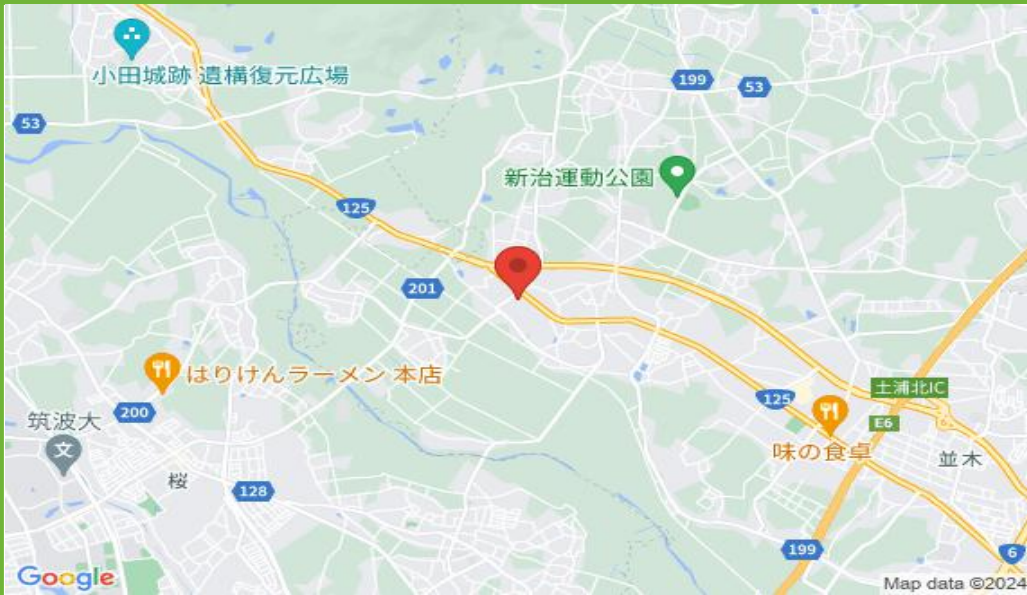 小田城跡 遺構復元広場
199
53
53
新治運動公園
125
201
はりけんラーメン 本店
土浦北IC
200
125
E6
筑波大
味の食卓
並木
桜
128
199
6
Google
Map data ©2024